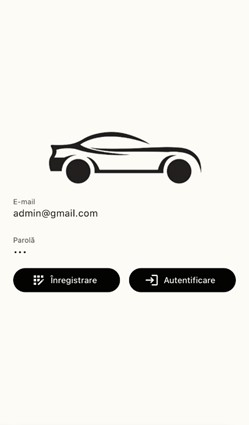 E-mail
admin@gmail.com
Parolă
•••
Înregistrare
Autentificare